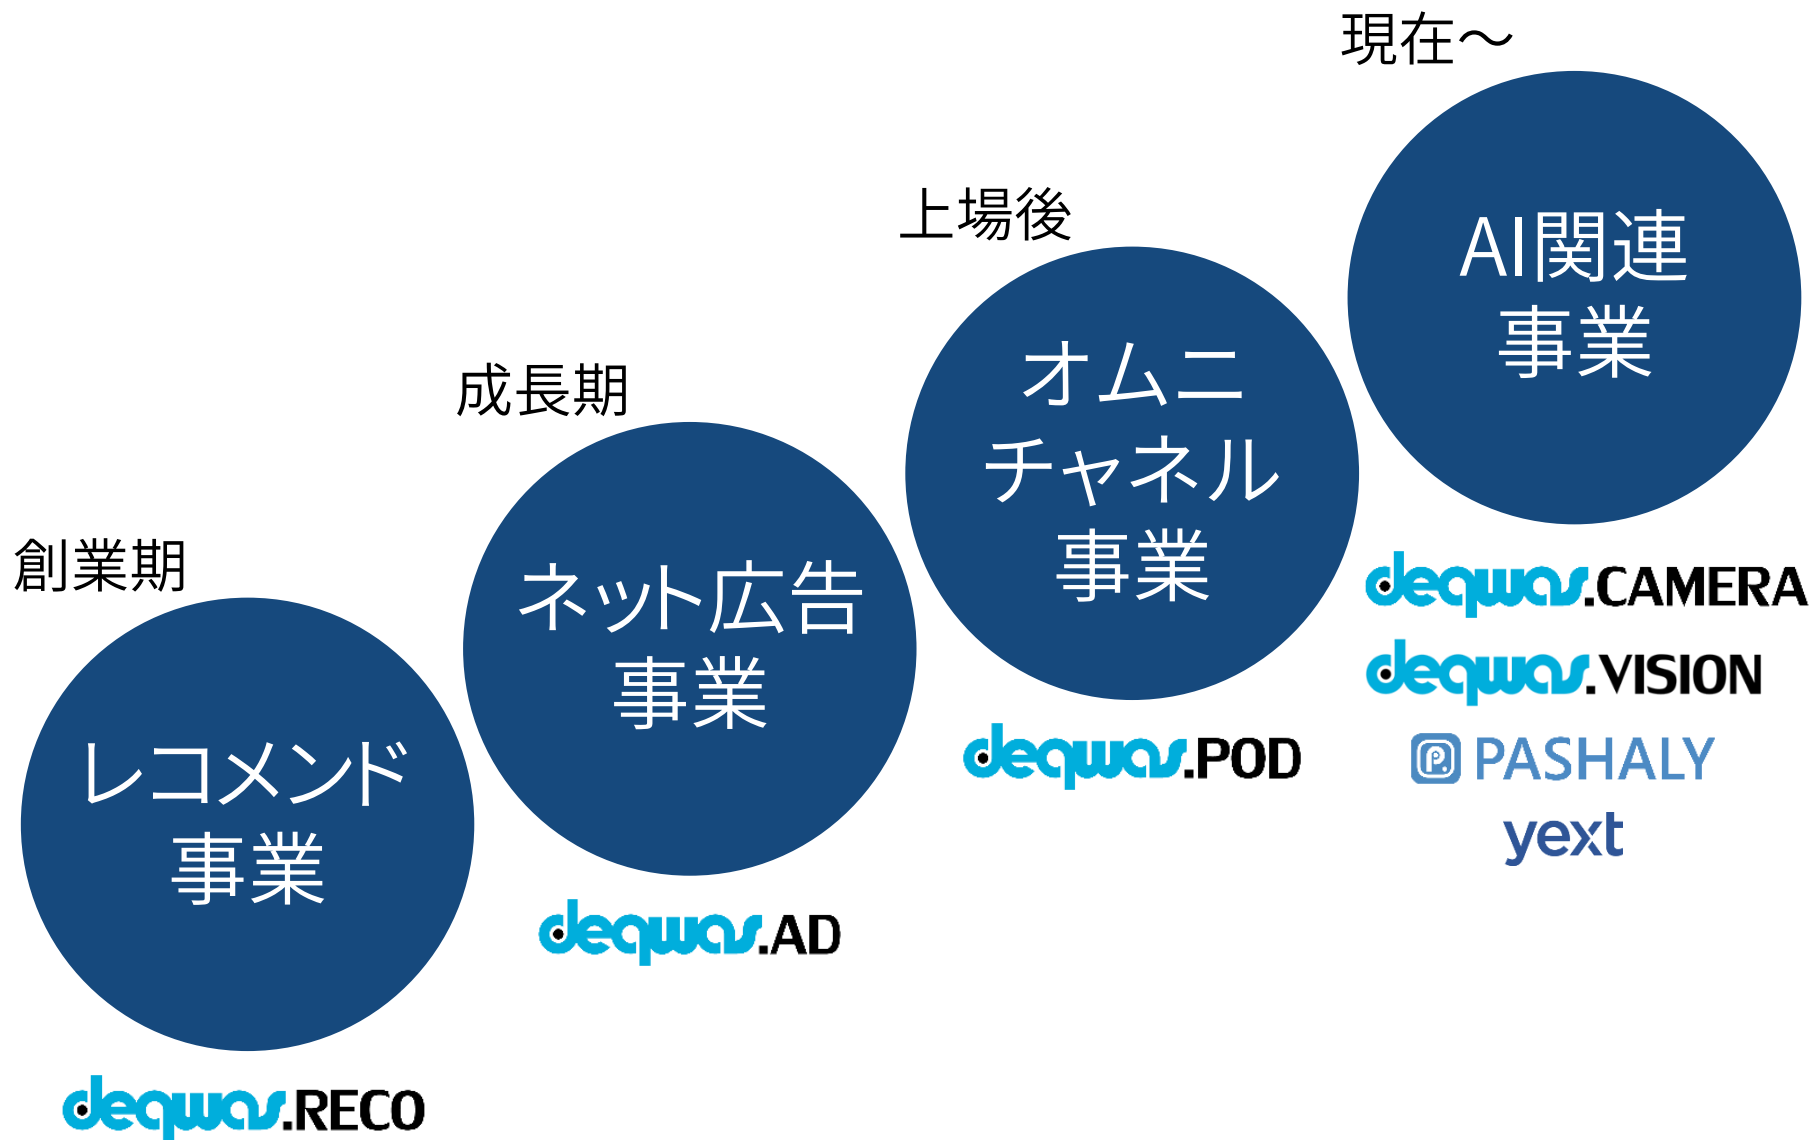 創業期
レコメンド
事業
deqwas.RECO
成長期
ネット広告
事業
deqwas.AD
上場後
オムニ
チャネル
事業
deqwas.POD
現在～
AI関連
事業
deqwas.CAMERA
deqwas.VISION
PASHALY
yext